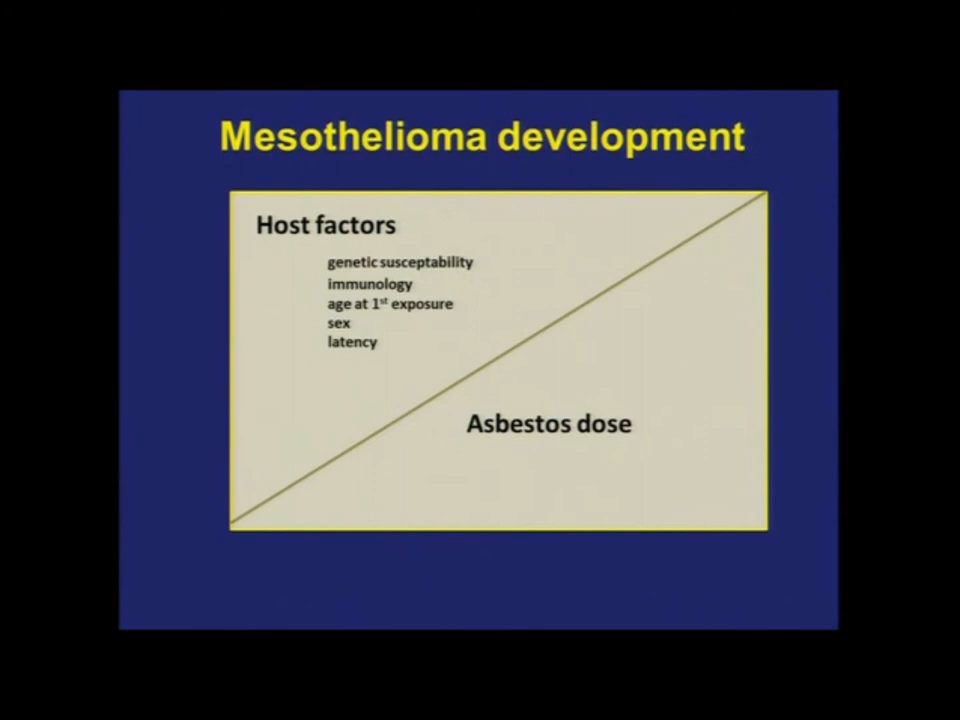 Mesothelioma development
Host factors
genetic susceptability
immunology
age at 1st exposure
sex
latency
Asbestos dose